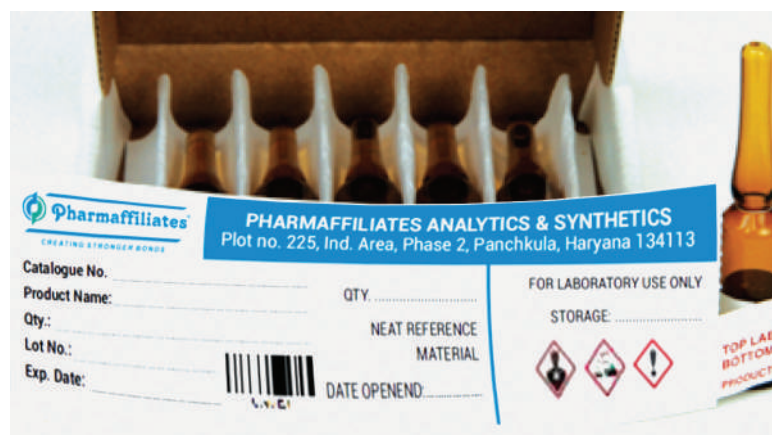 Pharmaffiliates
CREATING STRONGER BONDS
PHARMAFFILIATES ANALYTICS & SYNTHETICS
Plot no. 225, Ind. Area, Phase 2, Panchkula, Haryana 134113
Catalogue No.
Product Name:
Qty.:
Lot No.:
Exp. Date:
QTY.
NEAT REFERENCE
MATERIAL
DATE OPENEND:
FOR LABORATORY USE ONLY
STORAGE:
TOP LAB
BOTTOM
PRODUCT